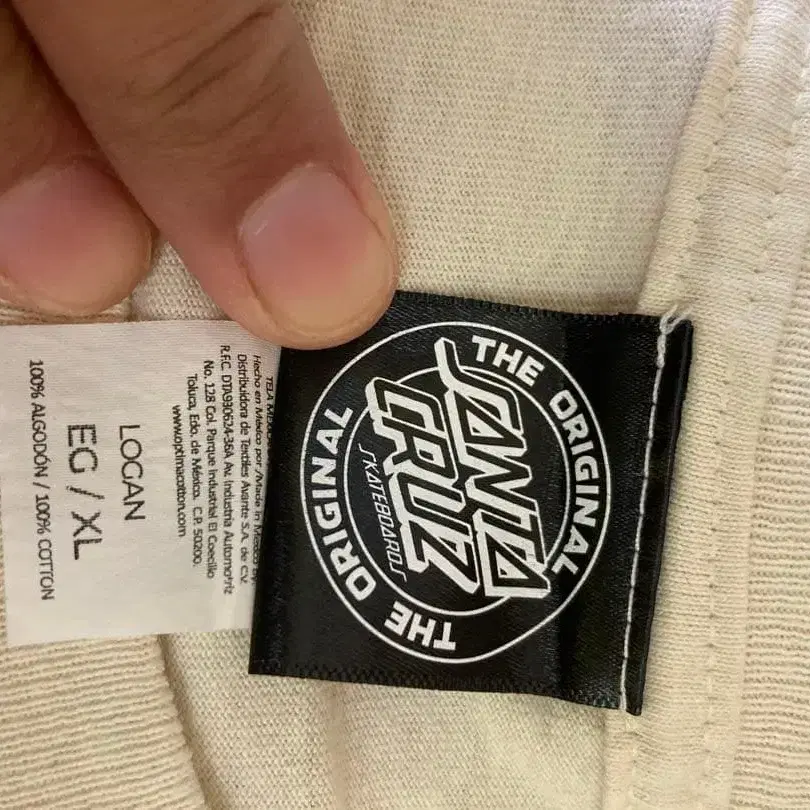 THE ORIGINAL
SANTA
CRUZ
SKATEBOARDS
THE ORIGINAL
Hecho en México por /Made in Mexico by:
Distribuidora de Textiles Avante S.A. de C.V.
R.F.C. DTA930624-36A Av. Industria Automotriz
No. 128 Col. Parque Industrial El Coecillo
Toluca, Edo. de México. C.P. 50200.
www.optimacotton.com
LOGAN
EG / XL
100% ALGODÓN / 100% COTTON